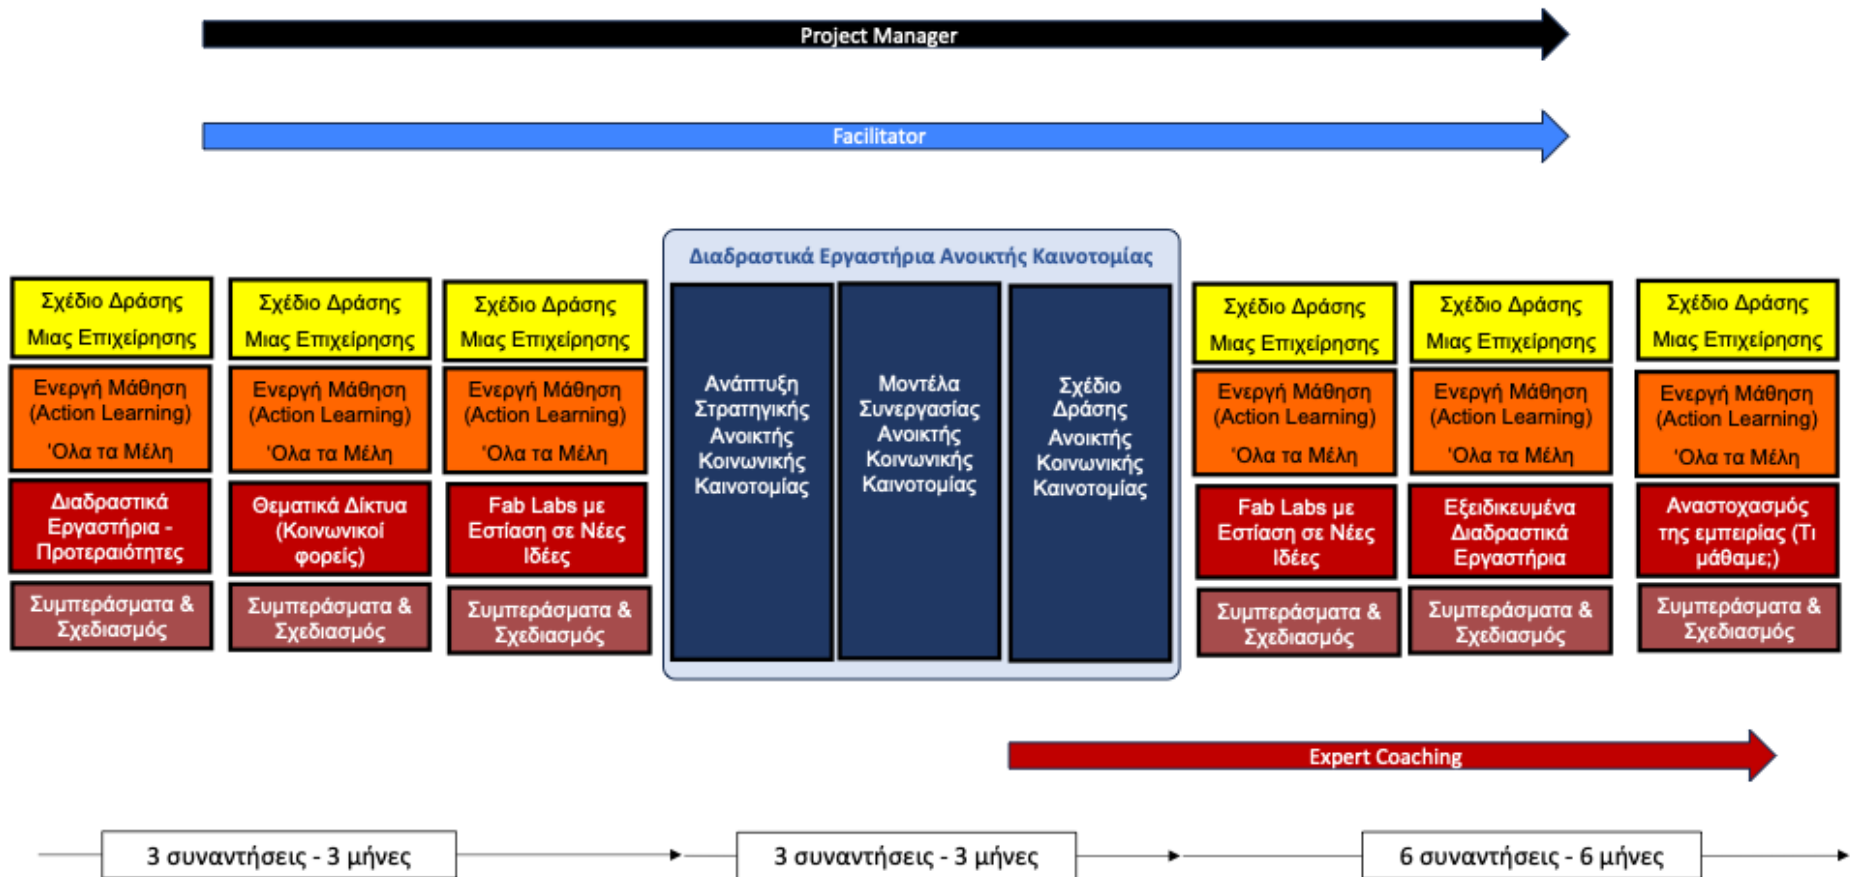 Project Manager
Facilitator
Διαδραστικά Εργαστήρια Ανοικτής Καινοτομίας
Σχέδιο Δράσης
Μιας Επιχείρησης
Ενεργή Μάθηση
(Action Learning)
'Ολα τα Μέλη
Διαδραστικά
Εργαστήρια -
Προτεραιότητες
Συμπεράσματα &
Σχεδιασμός
Σχέδιο Δράσης
Μιας Επιχείρησης
Ενεργή Μάθηση
(Action Learning)
'Ολα τα Μέλη
Θεματικά Δίκτυα
(Κοινωνικοί
φορείς)
Συμπεράσματα &
Σχεδιασμός
Σχέδιο Δράσης
Μιας Επιχείρησης
Ενεργή Μάθηση
(Action Learning)
'Ολα τα Μέλη
Fab Labs με
Εστίαση σε Νέες
Ιδέες
Συμπεράσματα &
Σχεδιασμός
Ανάπτυξη
Στρατηγικής
Ανοικτής
Κοινωνικής
Καινοτομίας
Μοντέλα
Συνεργασίας
Ανοικτής
Κοινωνικής
Καινοτομίας
Σχέδιο
Δράσης
Ανοικτής
Κοινωνικής
Καινοτομίας
Σχέδιο Δράσης
Μιας Επιχείρησης
Ενεργή Μάθηση
(Action Learning)
'Ολα τα Μέλη
Fab Labs με
Εστίαση σε Νέες
Ιδέες
Συμπεράσματα &
Σχεδιασμός
Σχέδιο Δράσης
Μιας Επιχείρησης
Ενεργή Μάθηση
(Action Learning)
'Ολα τα Μέλη
Εξειδικευμένα
Διαδραστικά
Εργαστήρια
Συμπεράσματα &
Σχεδιασμός
Σχέδιο Δράσης
Μιας Επιχείρησης
Ενεργή Μάθηση
(Action Learning)
'Ολα τα Μέλη
Αναστοχασμός
της εμπειρίας (Τι
μάθαμε;)
Συμπεράσματα &
Σχεδιασμός
Expert Coaching
3 συναντήσεις - 3 μήνες
3 συναντήσεις - 3 μήνες
6 συναντήσεις - 6 μήνες